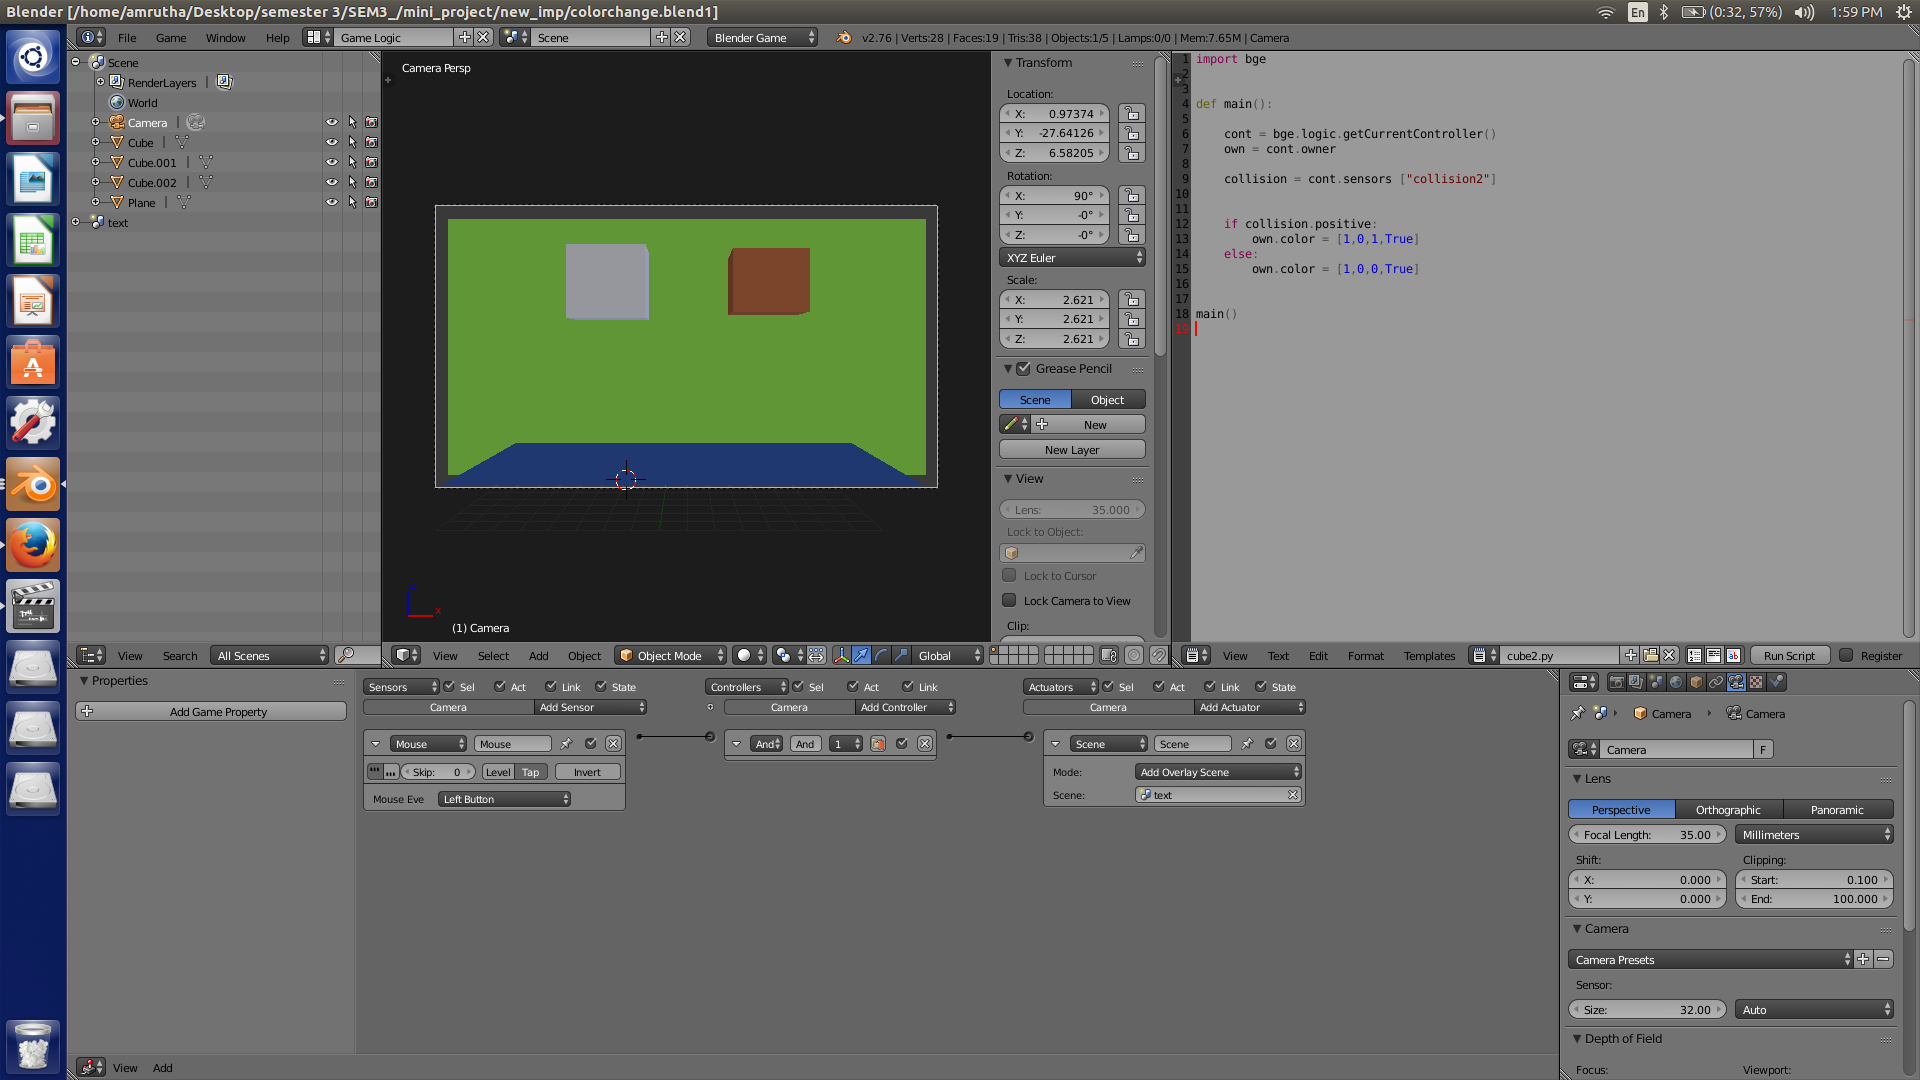 Blender [/home/amrutha/Desktop/semester 3/SEM3_/mini_project/new_imp/colorchange.blend1]
En (0:32, 57%) 1:59 PM
File Game Window Help Game Logic Scene Blender Game v2.76 | Verts:28 | Faces:19 | Tris:38 | Objects:1/5 | Lamps:0/0 | Mem:7.65M | Camera
Scene
RenderLayers |
World
Camera |
Cube |
Cube.001 |
Cube.002 |
Plane |
text
View Search All Scenes
Camera Persp
(1) Camera
x
View Select Add Object Object Mode Global
Transform
Location:
X: 0.97374
Y: -27.64126
Z: 6.58205
Rotation:
X: 90°
Y: -0°
Z: -0°
XYZ Euler
Scale:
X: 2.621
Y: 2.621
Z: 2.621
Grease Pencil
Scene Object
New
New Layer
View
Lens: 35.000
Lock to Object:
Lock to Cursor
Lock Camera to View
Clip:
1 import bge
2
3
4 def main():
5
6 cont = bge.logic.getCurrentController()
7 own = cont.owner
8
9 collision = cont.sensors ["collision2"]
10
11
12 if collision.positive:
13 own.color = [1,0,1,True]
14 else:
15 own.color = [1,0,0,True]
16
17
18 main()
19
View Text Edit Format Templates cube2.py Run Script Register
Properties
Add Game Property
View Add
Sensors Sel Act Link State
Camera Add Sensor
Mouse Mouse
Skip: 0 Level Tap Invert
Mouse Eve Left Button
Controllers Sel Act Link
Camera Add Controller
And And 1
Actuators Sel Act Link State
Camera Add Actuator
Scene Scene
Mode: Add Overlay Scene
Scene: text
Camera Camera
Camera F
Lens
Perspective Orthographic Panoramic
Focal Length: 35.00 Millimeters
Shift: Clipping:
X: 0.000 Start: 0.100
Y: 0.000 End: 100.000
Camera
Camera Presets
Sensor:
Size: 32.00 Auto
Depth of Field
Focus: Viewport: